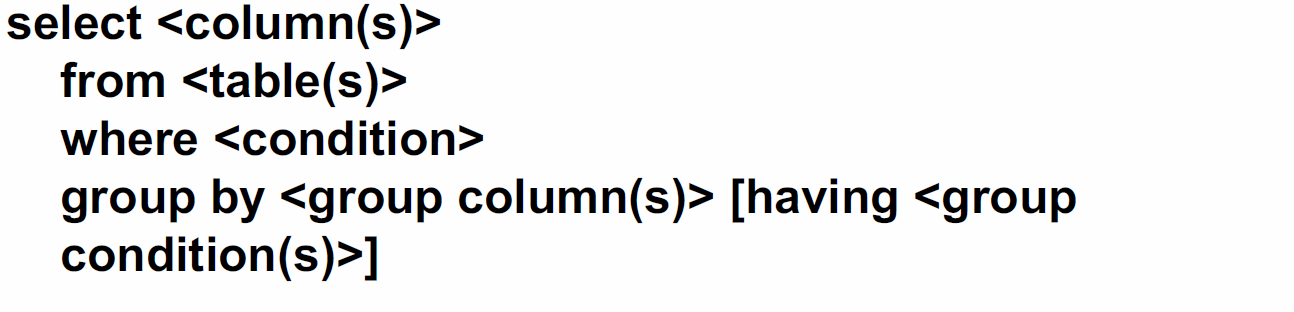 select <column(s)>
from <table(s)>
where <condition>
group by <group column(s)> [having <group
condition(s)>]